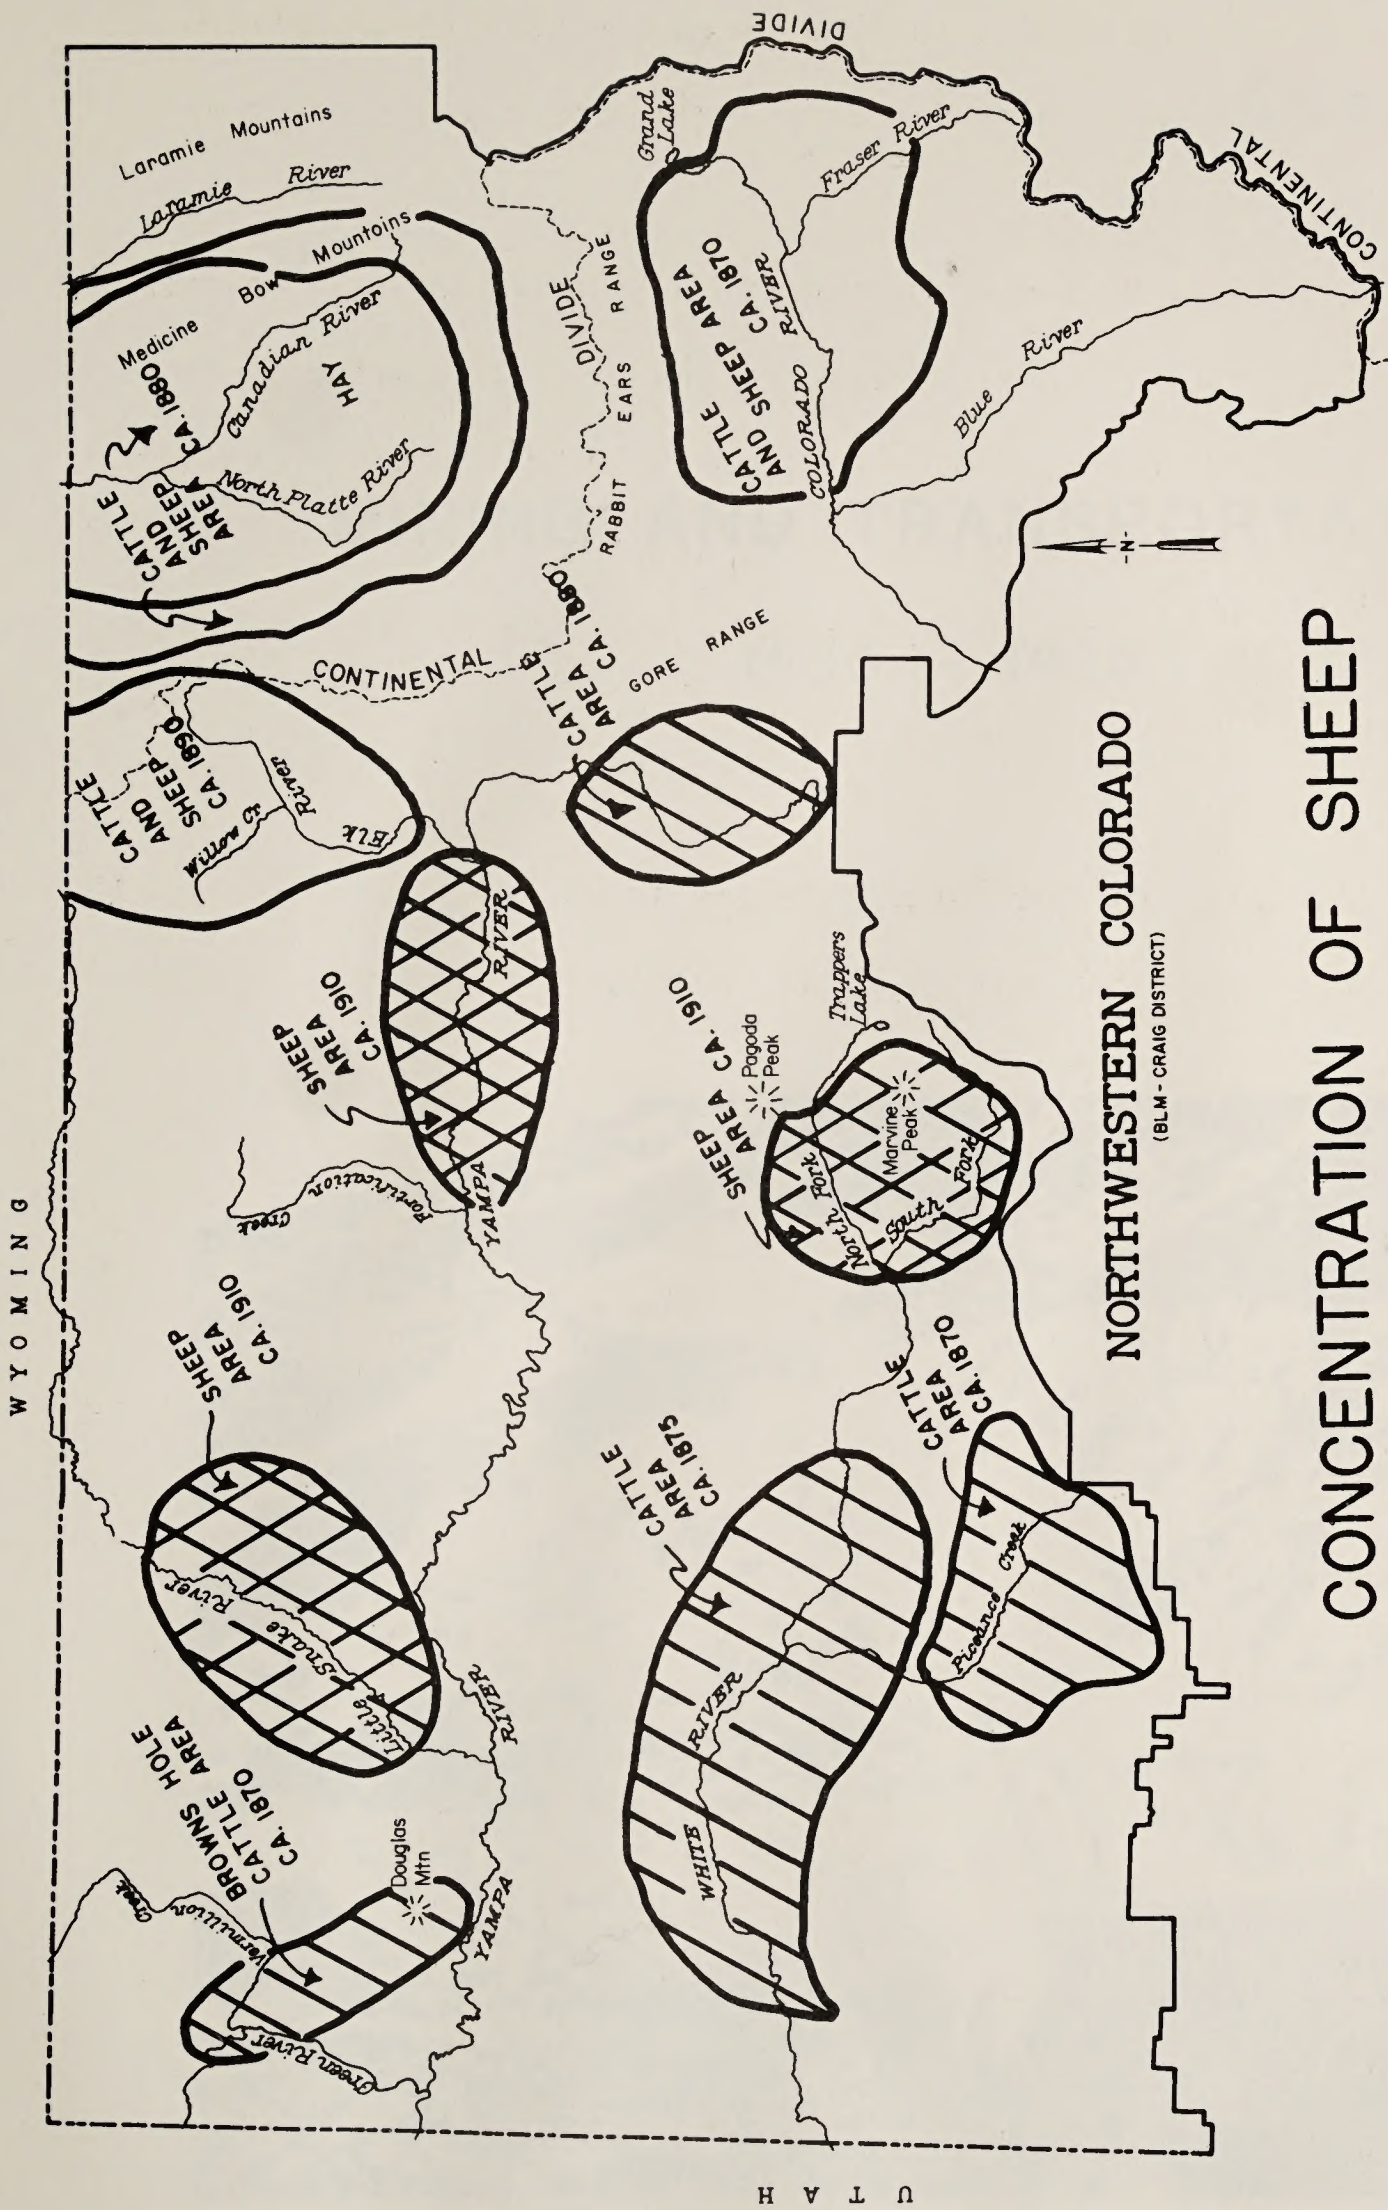 WYOMING
UTAH
BROWNS HOLE
CATTLE AREA
CA. 1870
Vermillion
Creek
Green River
Douglas
Mtn
YAMPA
RIVER
SHEEP
AREA
CA. 1910
Little Snake River
Fortification
Creek
SHEEP
AREA
CA. 1910
YAMPA
RIVER
CATTLE
AND
SHEEP
CA. 1890
Willow Cr
Elk River
CATTLE
AND
SHEEP
AREA
CA. 1880
North Platte River
Canadian River
HAY
Medicine Bow Mountoins
Laramie River
Laramie Mountains
CONTINENTAL DIVIDE
RABBIT EARS RANGE
CATTLE
AREA CA. 1880
GORE RANGE
CATTLE
AREA
CA. 1875
WHITE RIVER
CATTLE
AREA
CA. 1870
Piceance Creek
SHEEP
AREA CA. 1910
Pagoda
Peak
Trappers
Lake
North Fork
Marvine
Peak
South Fork
CATTLE
AND SHEEP AREA
CA. 1870
COLORADO RIVER
Grand
Lake
Fraser River
Blue River
CONTINENTAL DIVIDE
-N-
NORTHWESTERN COLORADO
(BLM - CRAIG DISTRICT)
CONCENTRATION OF SHEEP